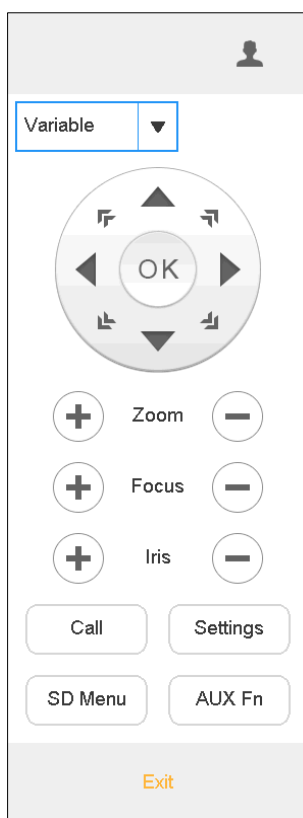 Variable
OK
Zoom
Focus
Iris
Call Settings
SD Menu AUX Fn
Exit